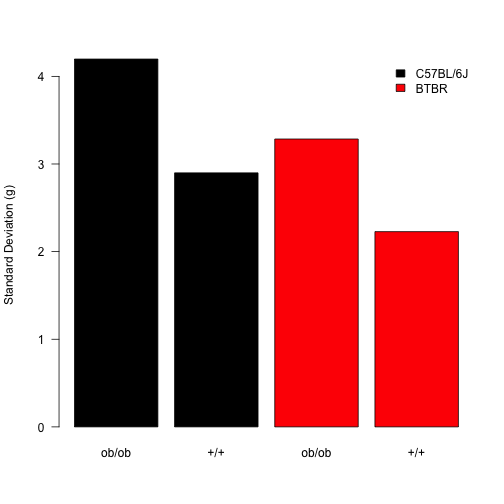 C57BL/6J
BTBR
Standard Deviation (g)
4
3
2
1
0
ob/ob +/+ ob/ob +/+